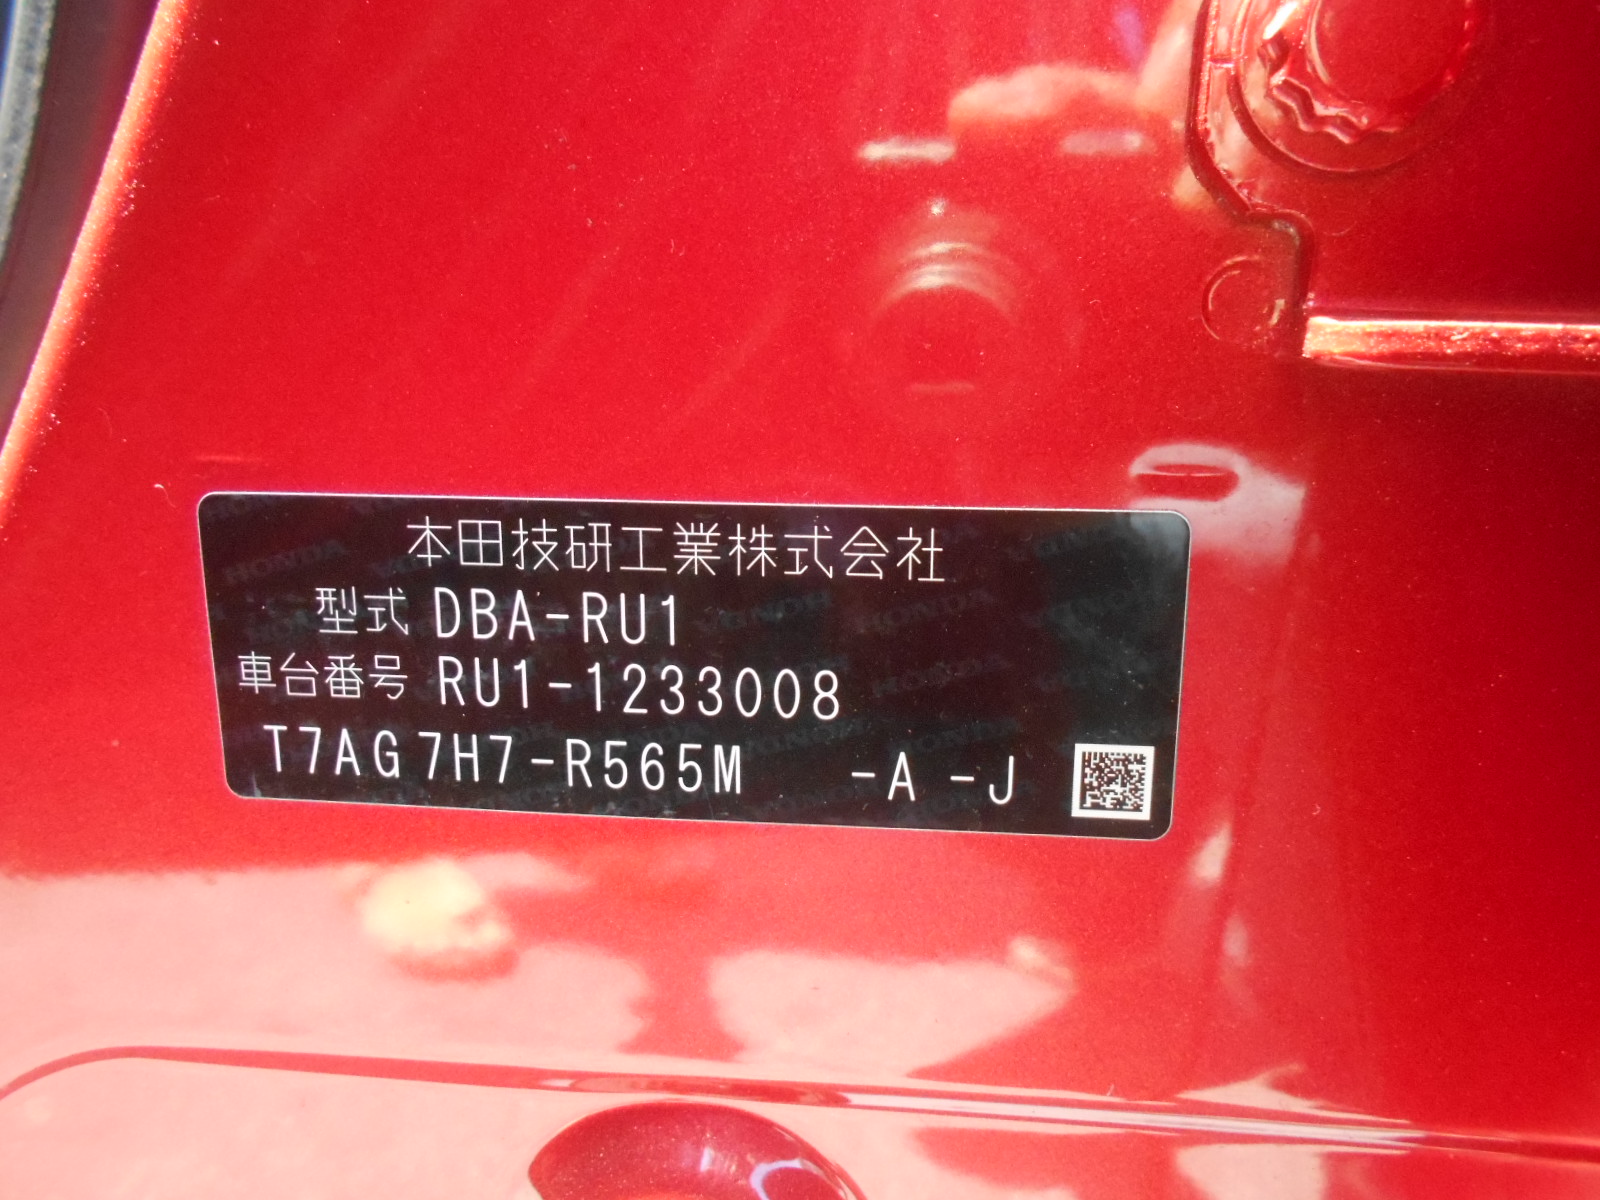 本田技研工業株式会社
型式 DBA-RU1
車台番号 RU1-1233008
T7AG7H7-R565M -A -J